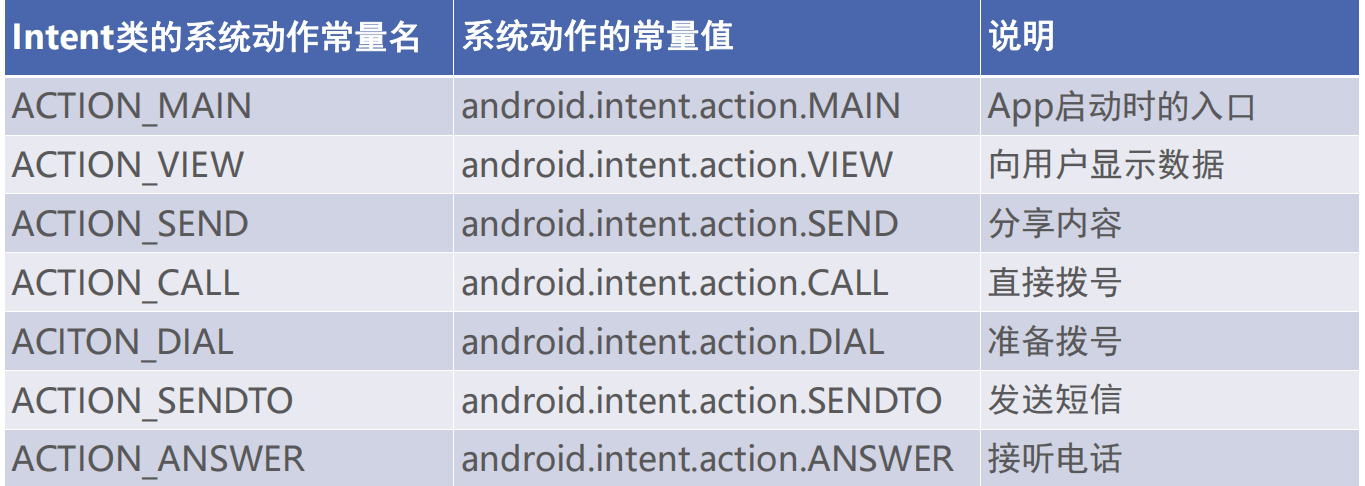 Intent类的系统动作常量名 系统动作的常量值 说明
ACTION_MAIN android.intent.action.MAIN App启动时的入口
ACTION_VIEW android.intent.action.VIEW 向用户显示数据
ACTION_SEND android.intent.action.SEND 分享内容
ACTION_CALL android.intent.action.CALL 直接拨号
ACITON_DIAL android.intent.action.DIAL 准备拨号
ACTION_SENDTO android.intent.action.SENDTO 发送短信
ACTION_ANSWER android.intent.action.ANSWER 接听电话